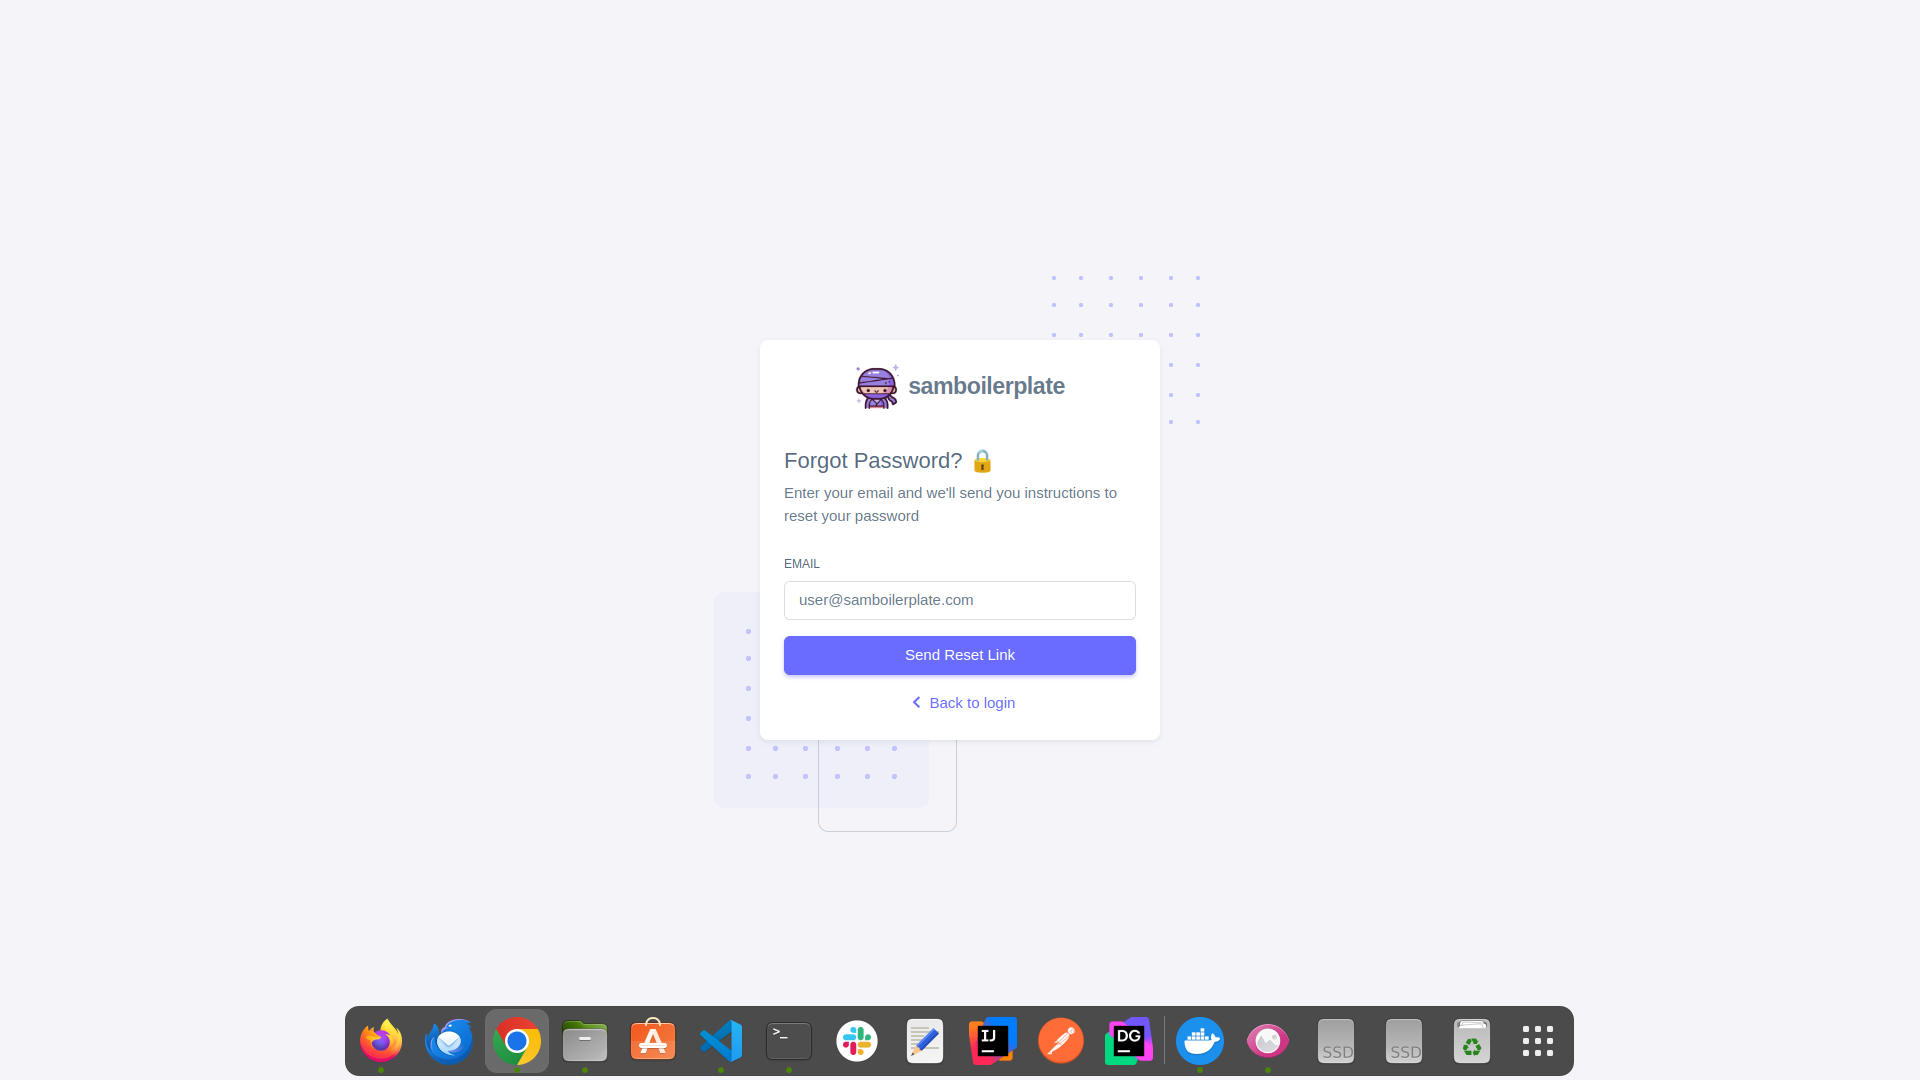 samboilerplate
Forgot Password? 🔒
Enter your email and we'll send you instructions to
reset your password
EMAIL
user@samboilerplate.com
Send Reset Link
Back to login
>_
IJ
DG
SSD
SSD